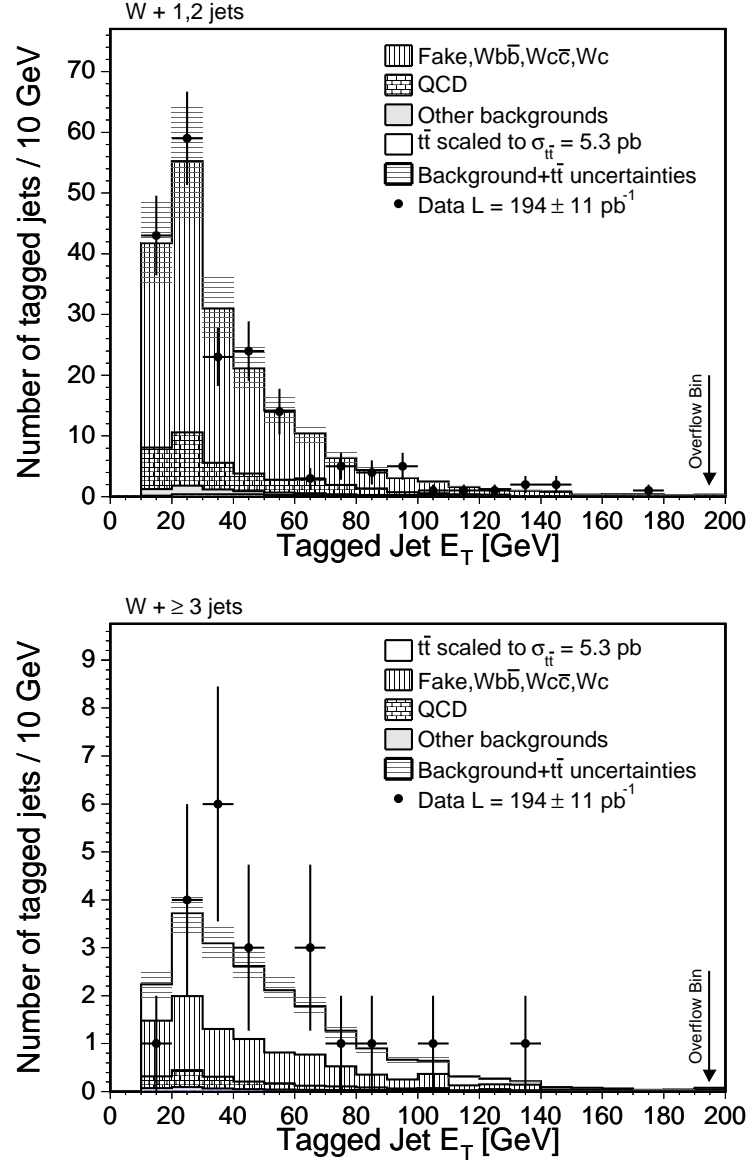 W + 1,2 jets
Number of tagged jets / 10 GeV
70
60
50
40
30
20
10
0
Fake,Wbb̄,Wcc̄,Wc
QCD
Other backgrounds
tt̄ scaled to σtt̄ = 5.3 pb
Background+tt̄ uncertainties
Data L = 194 ± 11 pb⁻¹
Overflow Bin
0 20 40 60 80 100 120 140 160 180 200
Tagged Jet E_T [GeV]
W + ≥ 3 jets
Number of tagged jets / 10 GeV
9
8
7
6
5
4
3
2
1
0
tt̄ scaled to σtt̄ = 5.3 pb
Fake,Wbb̄,Wcc̄,Wc
QCD
Other backgrounds
Background+tt̄ uncertainties
Data L = 194 ± 11 pb⁻¹
Overflow Bin
0 20 40 60 80 100 120 140 160 180 200
Tagged Jet E_T [GeV]